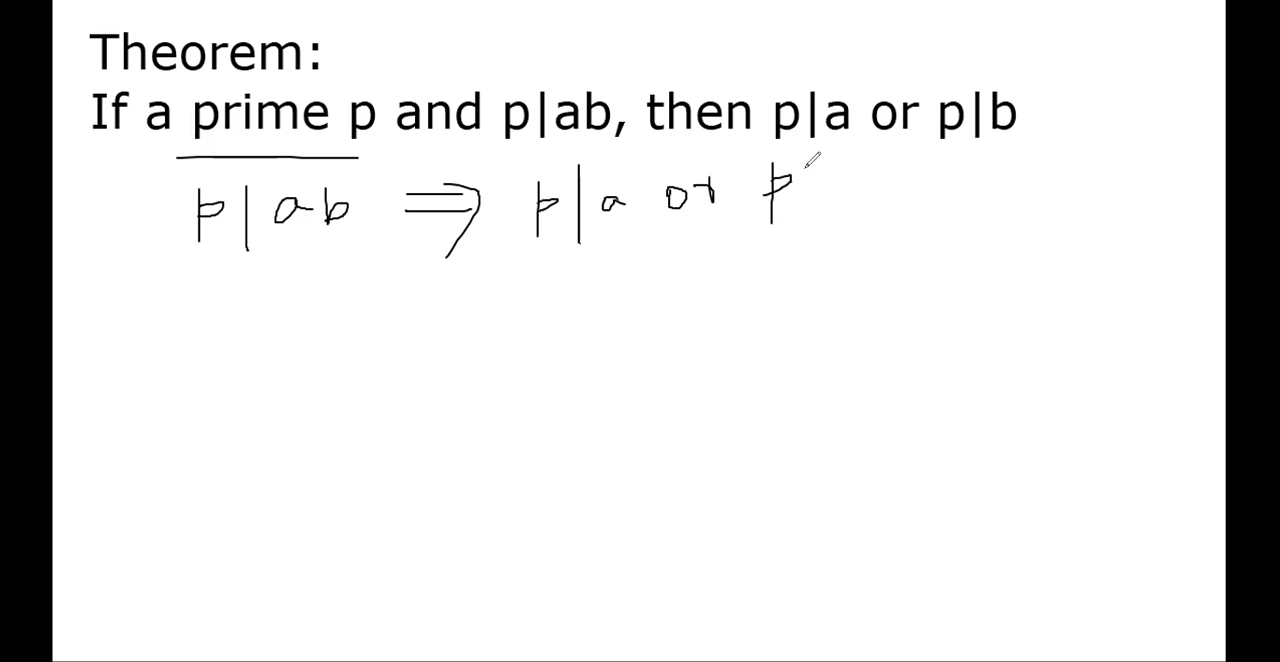 Theorem:
If a prime p and p|ab, then p|a or p|b
p|ab ⇒ p|a or p